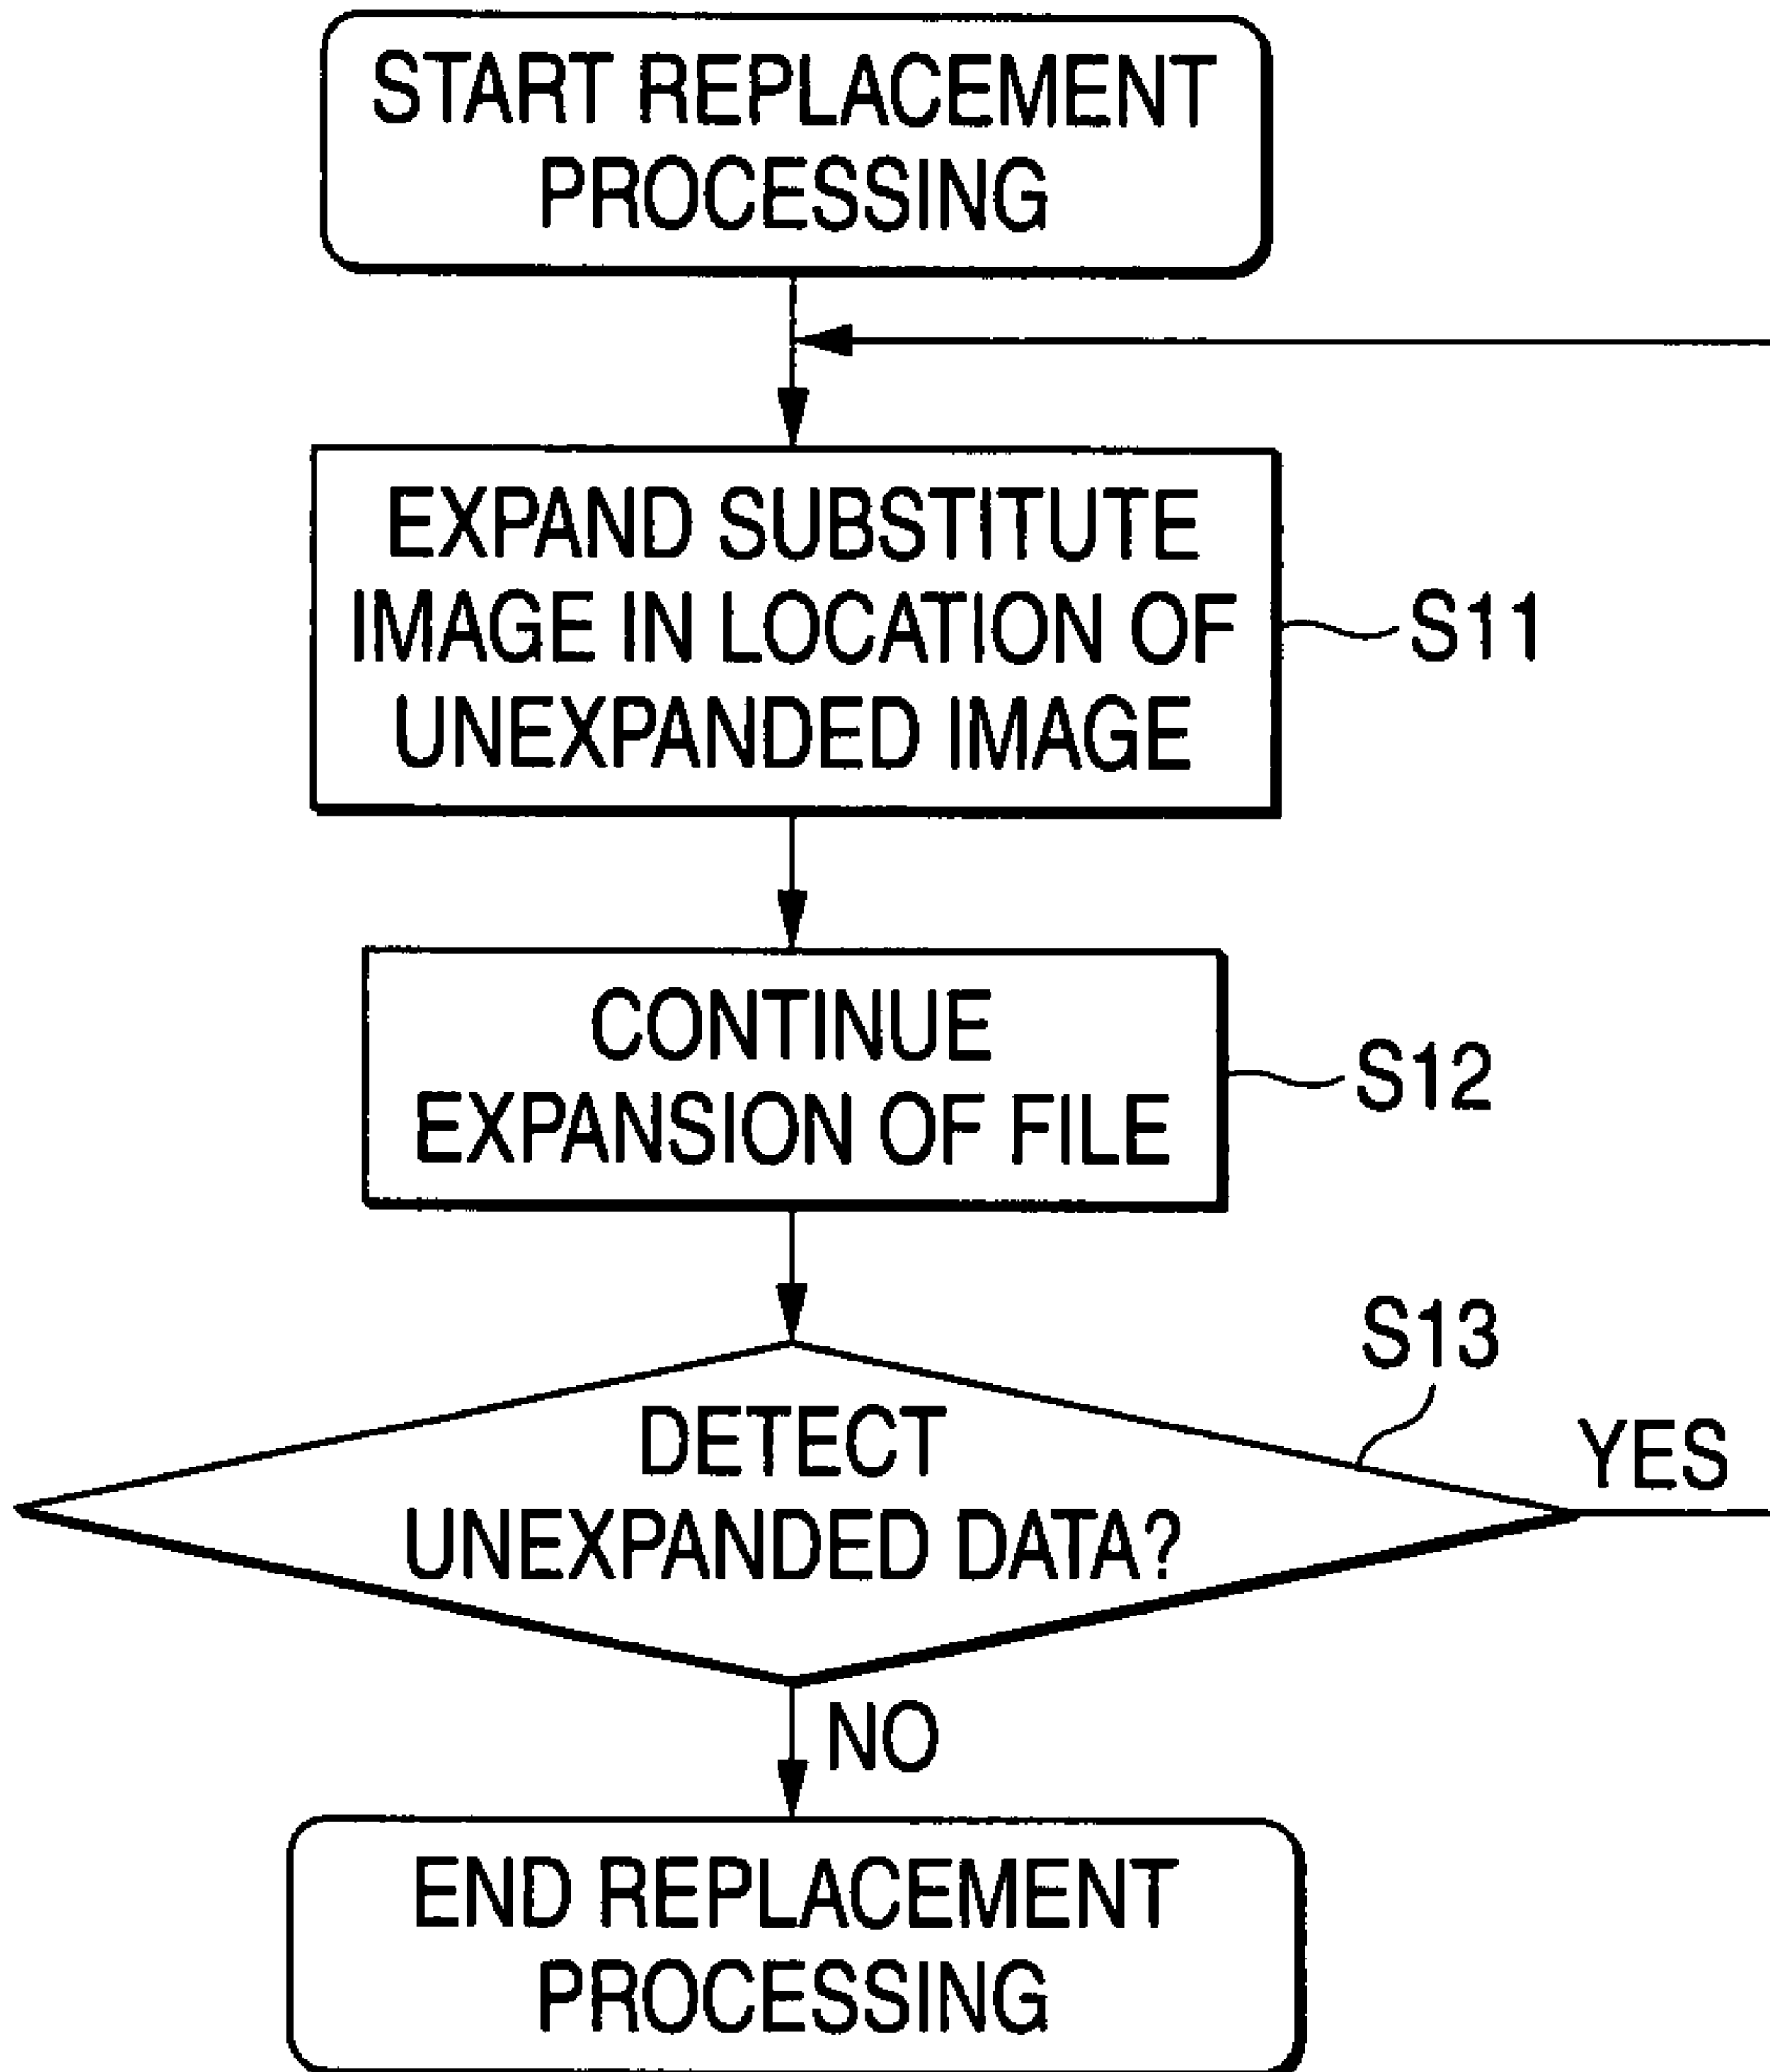 START REPLACEMENT
PROCESSING
EXPAND SUBSTITUTE
IMAGE IN LOCATION OF
UNEXPANDED IMAGE
S11
CONTINUE
EXPANSION OF FILE
S12
S13
DETECT
UNEXPANDED DATA?
YES
NO
END REPLACEMENT
PROCESSING